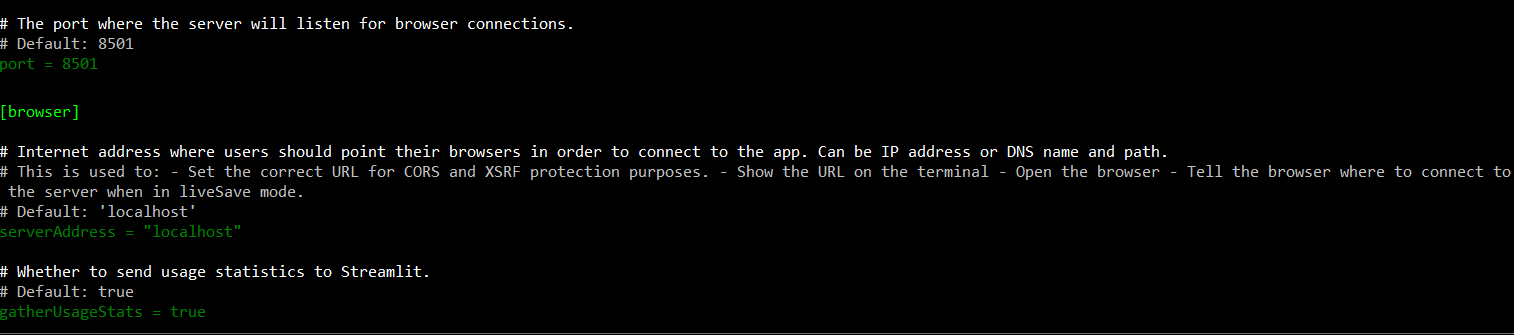 # The port where the server will listen for browser connections.
# Default: 8501
port = 8501
[browser]
# Internet address where users should point their browsers in order to connect to the app. Can be IP address or DNS name and path.
# This is used to: - Set the correct URL for CORS and XSRF protection purposes. - Show the URL on the terminal - Open the browser - Tell the browser where to connect to
the server when in liveSave mode.
# Default: 'localhost'
serverAddress = "localhost"
# Whether to send usage statistics to Streamlit.
# Default: true
gatherUsageStats = true